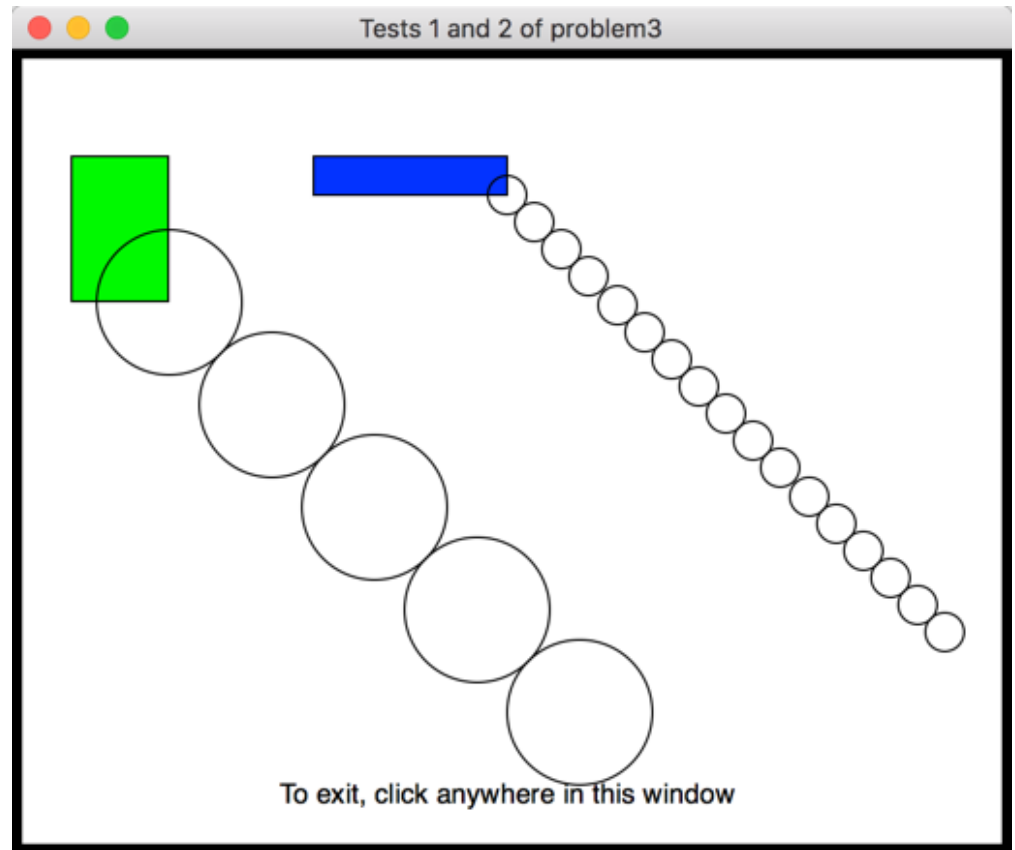 Tests 1 and 2 of problem3
To exit, click anywhere in this window